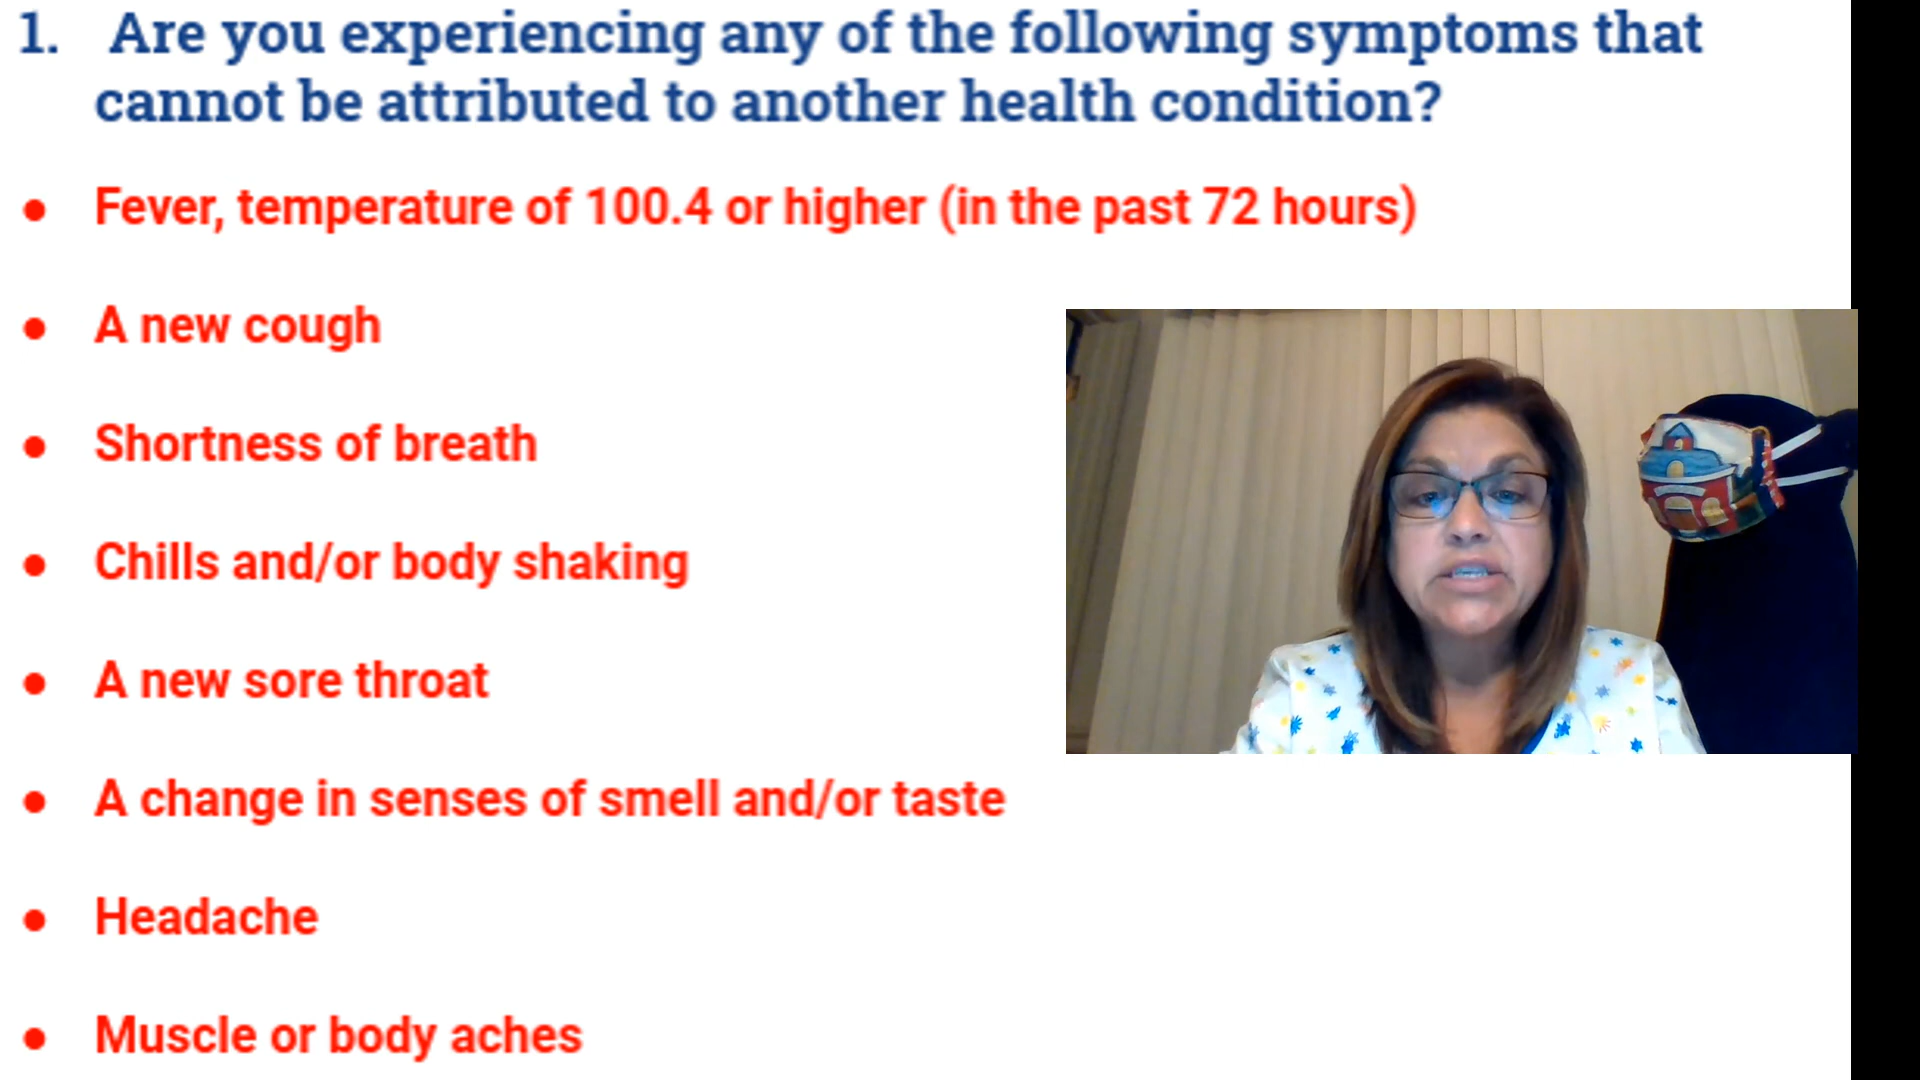 1. Are you experiencing any of the following symptoms that
cannot be attributed to another health condition?
● Fever, temperature of 100.4 or higher (in the past 72 hours)
● A new cough
● Shortness of breath
● Chills and/or body shaking
● A new sore throat
● A change in senses of smell and/or taste
● Headache
● Muscle or body aches